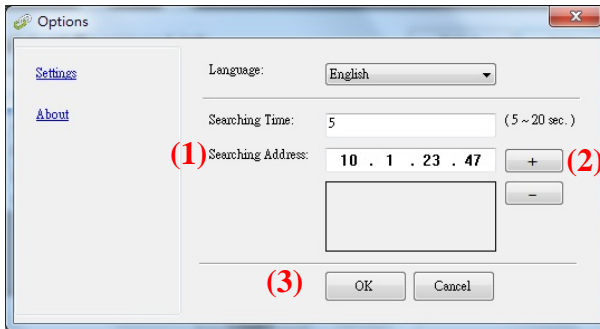 Options
Settings
About
Language: English
Searching Time: 5 ( 5 ~ 20 sec. )
(1) Searching Address: 10 . 1 . 23 . 47 + (2)
−
(3) OK Cancel